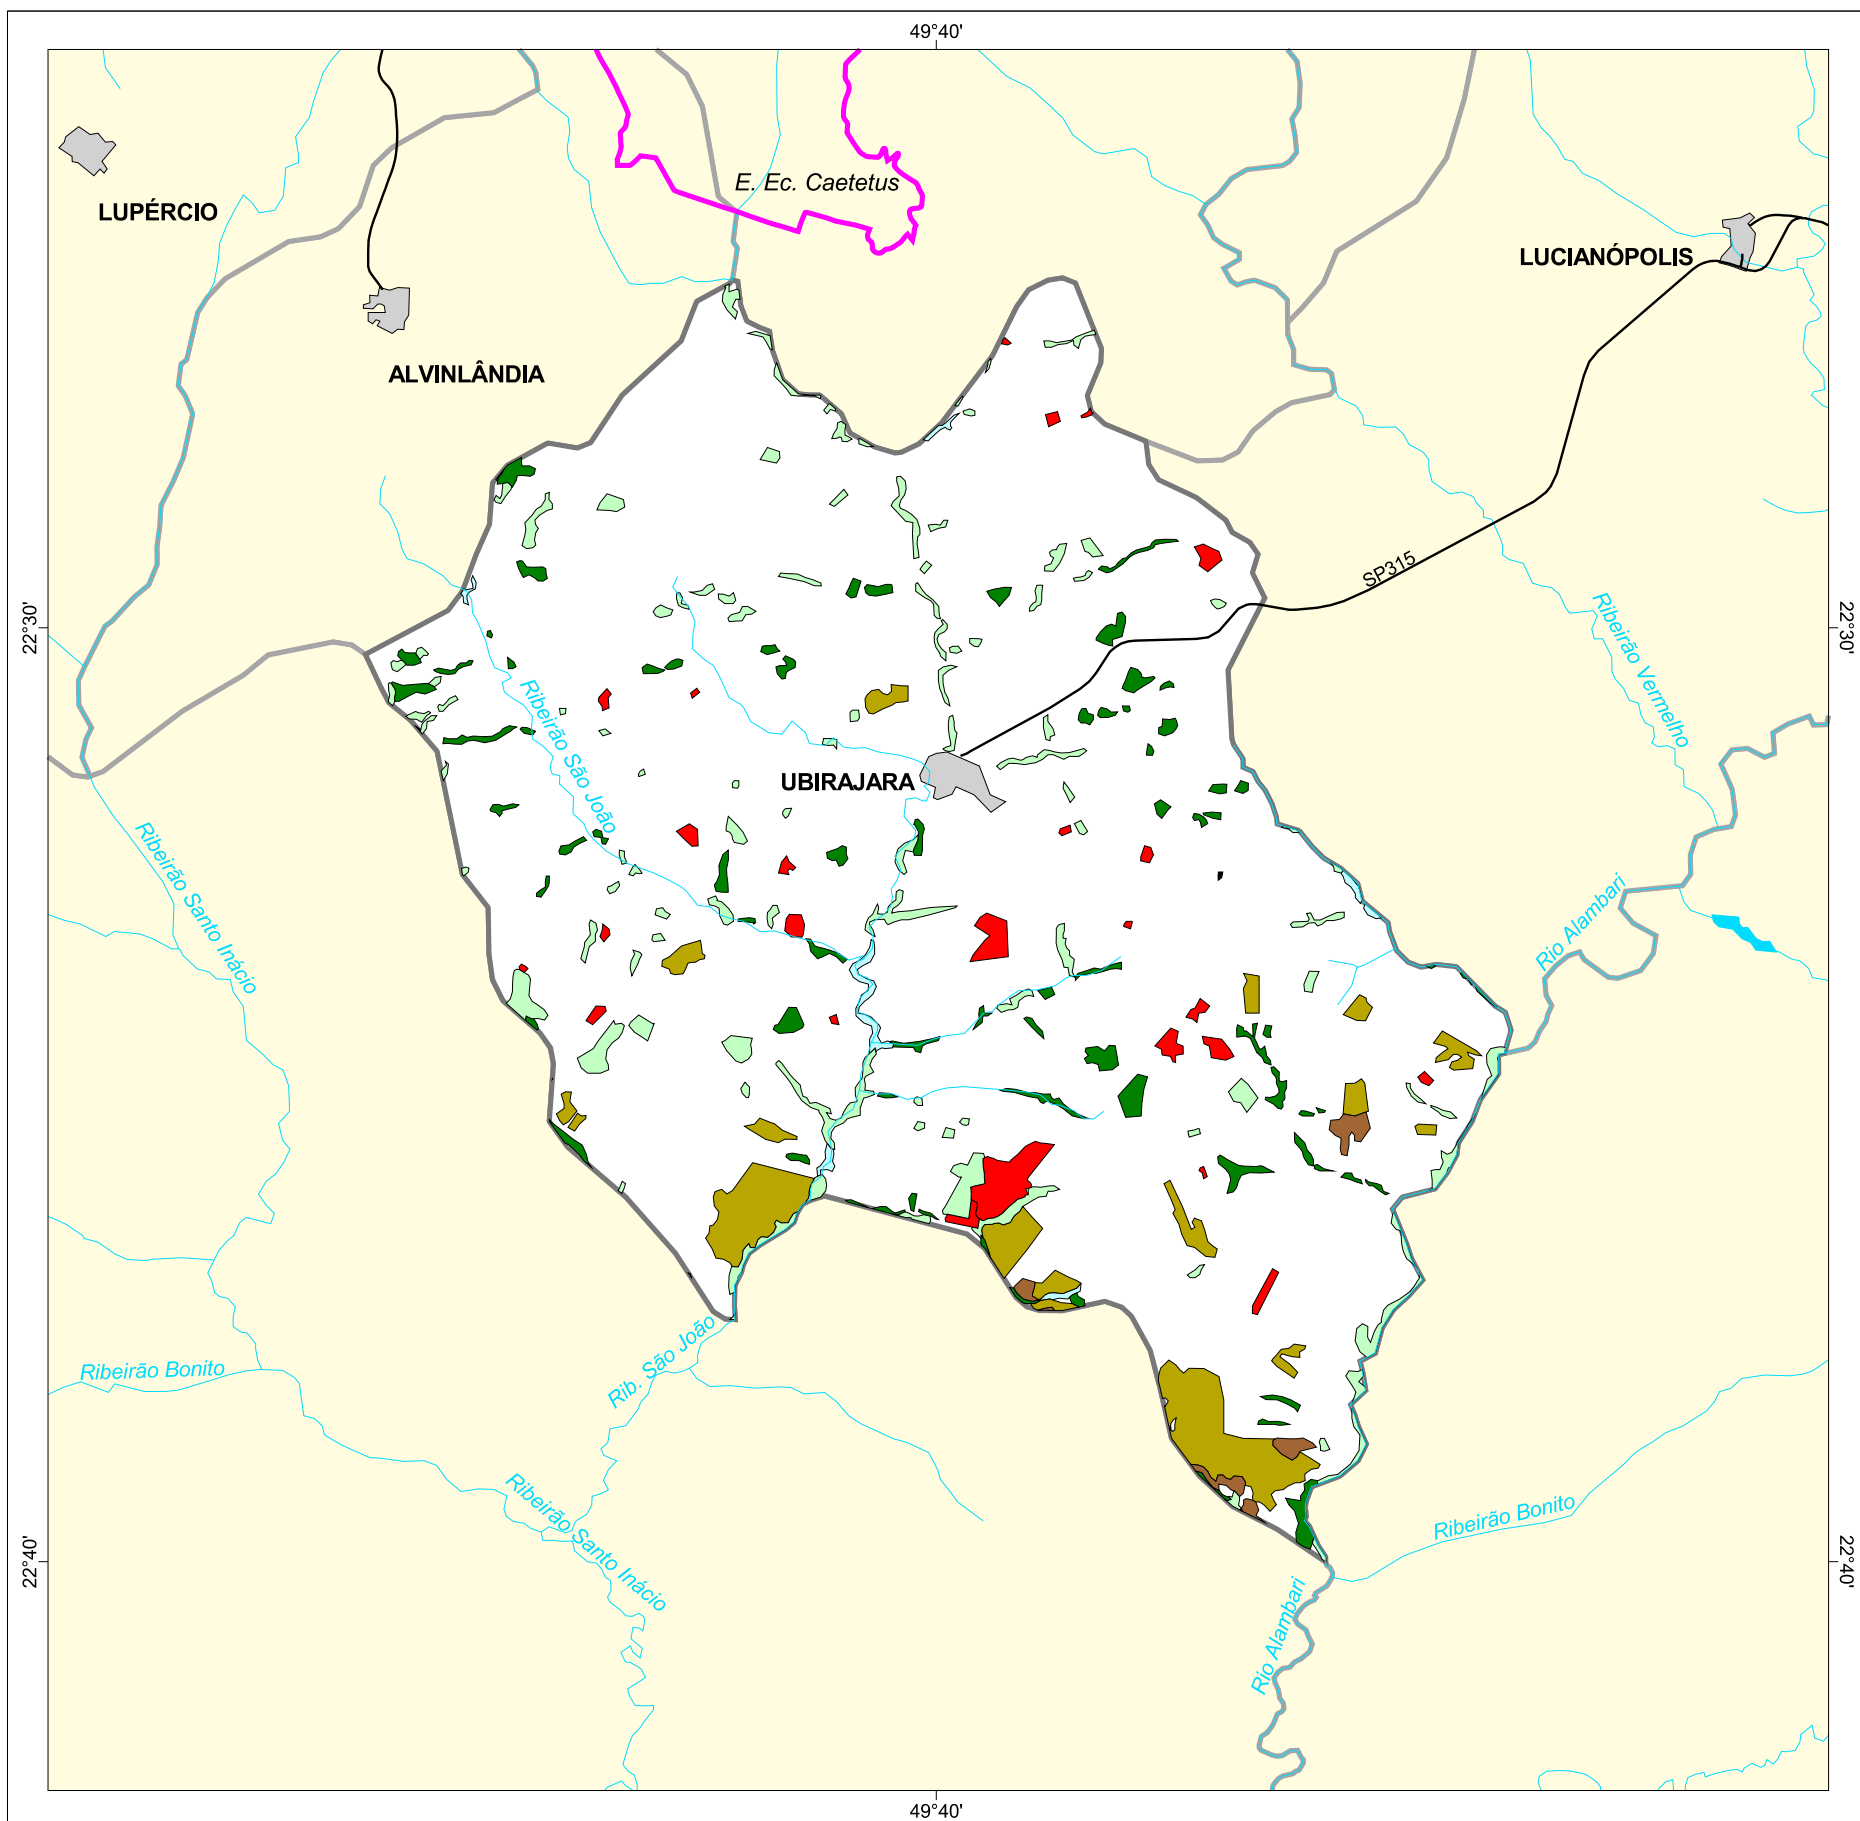 49°40'
E. Ec. Caetetus
LUPÉRCIO
LUCIANÓPOLIS
ALVINLÂNDIA
SP315
22°30'
22°30'
Ribeirão Vermelho
Ribeirão São João
UBIRAJARA
Ribeirão Santo Inácio
Rio Alambari
Rib. São João
Ribeirão Bonito
Ribeirão Santo Inácio
Ribeirão Bonito
22°40'
22°40'
Rio Alambari
49°40'